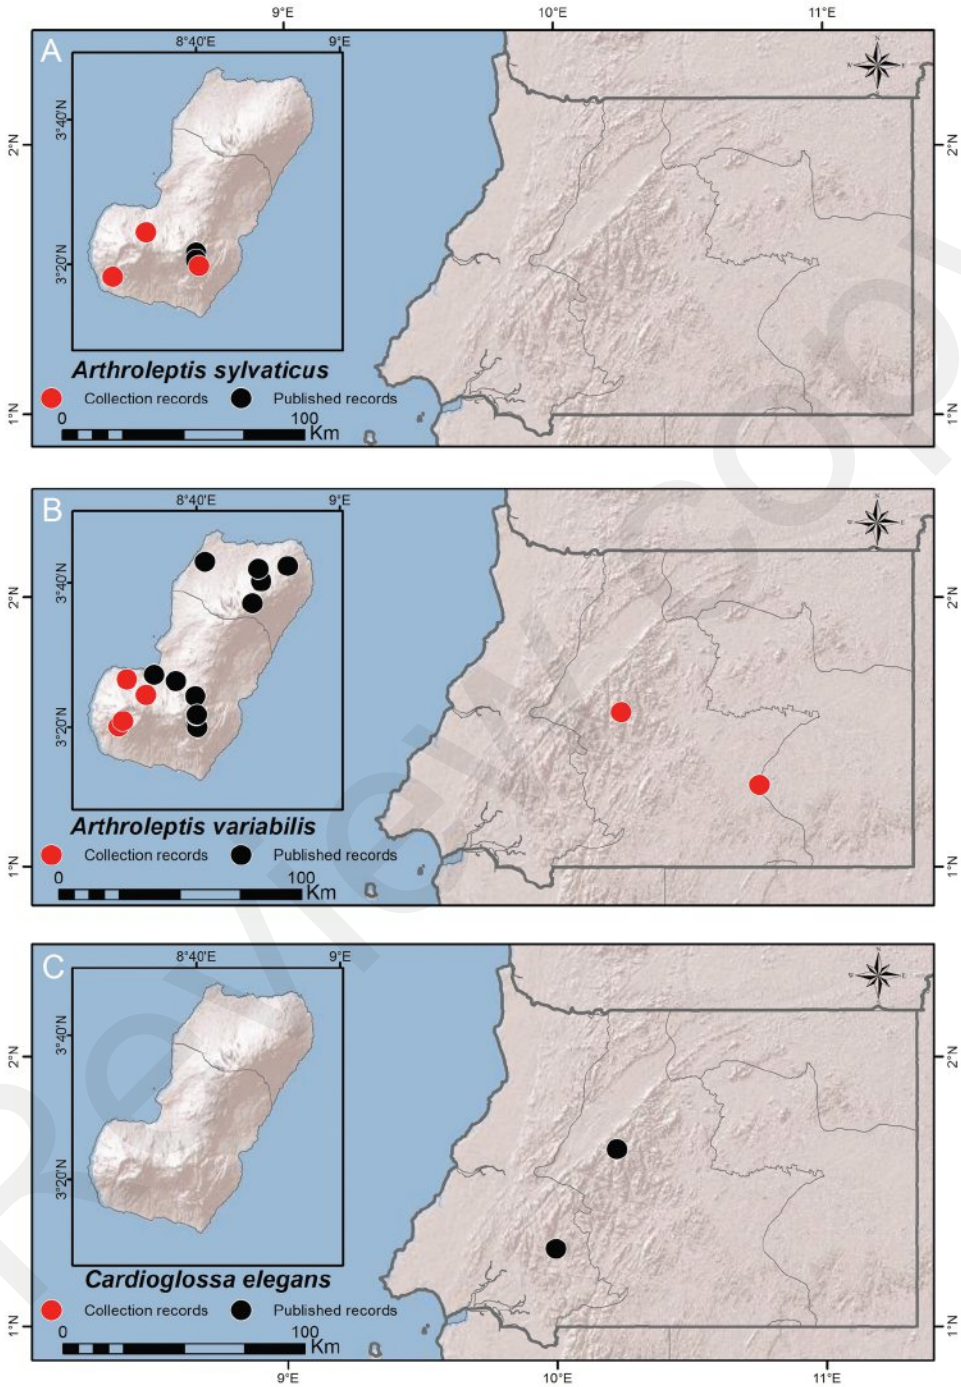 9°E 10°E 11°E
A
8°40'E 9°E
3°40'N
2°N 2°N
3°20'N
Arthroleptis sylvaticus
Collection records Published records
1°N 1°N
0 100
Km
B
8°40'E 9°E
3°40'N
2°N 2°N
3°20'N
Arthroleptis variabilis
Collection records Published records
1°N 1°N
0 100
Km
C
8°40'E 9°E
3°40'N
2°N 2°N
3°20'N
Cardioglossa elegans
Collection records Published records
1°N 1°N
0 100
Km
9°E 10°E 11°E
Review copy